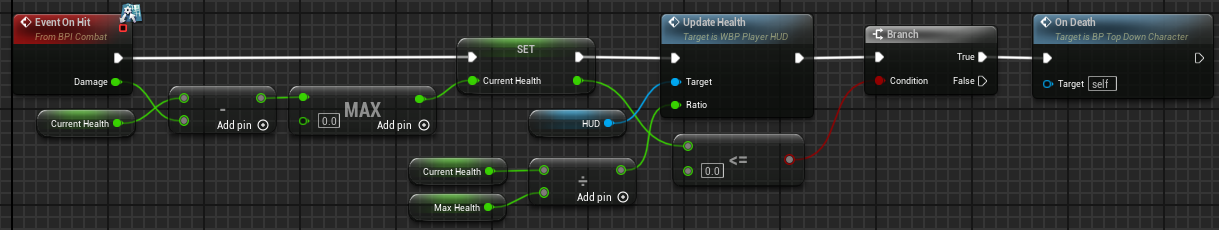 Event On Hit
From BPI Combat
Damage
Current Health
-
Add pin
0.0
MAX
Add pin
SET
Current Health
HUD
Current Health
Max Health
÷
Add pin
Update Health
Target is WBP Player HUD
Target
Ratio
0.0
<=
Branch
True
Condition
False
On Death
Target is BP Top Down Character
Target
self